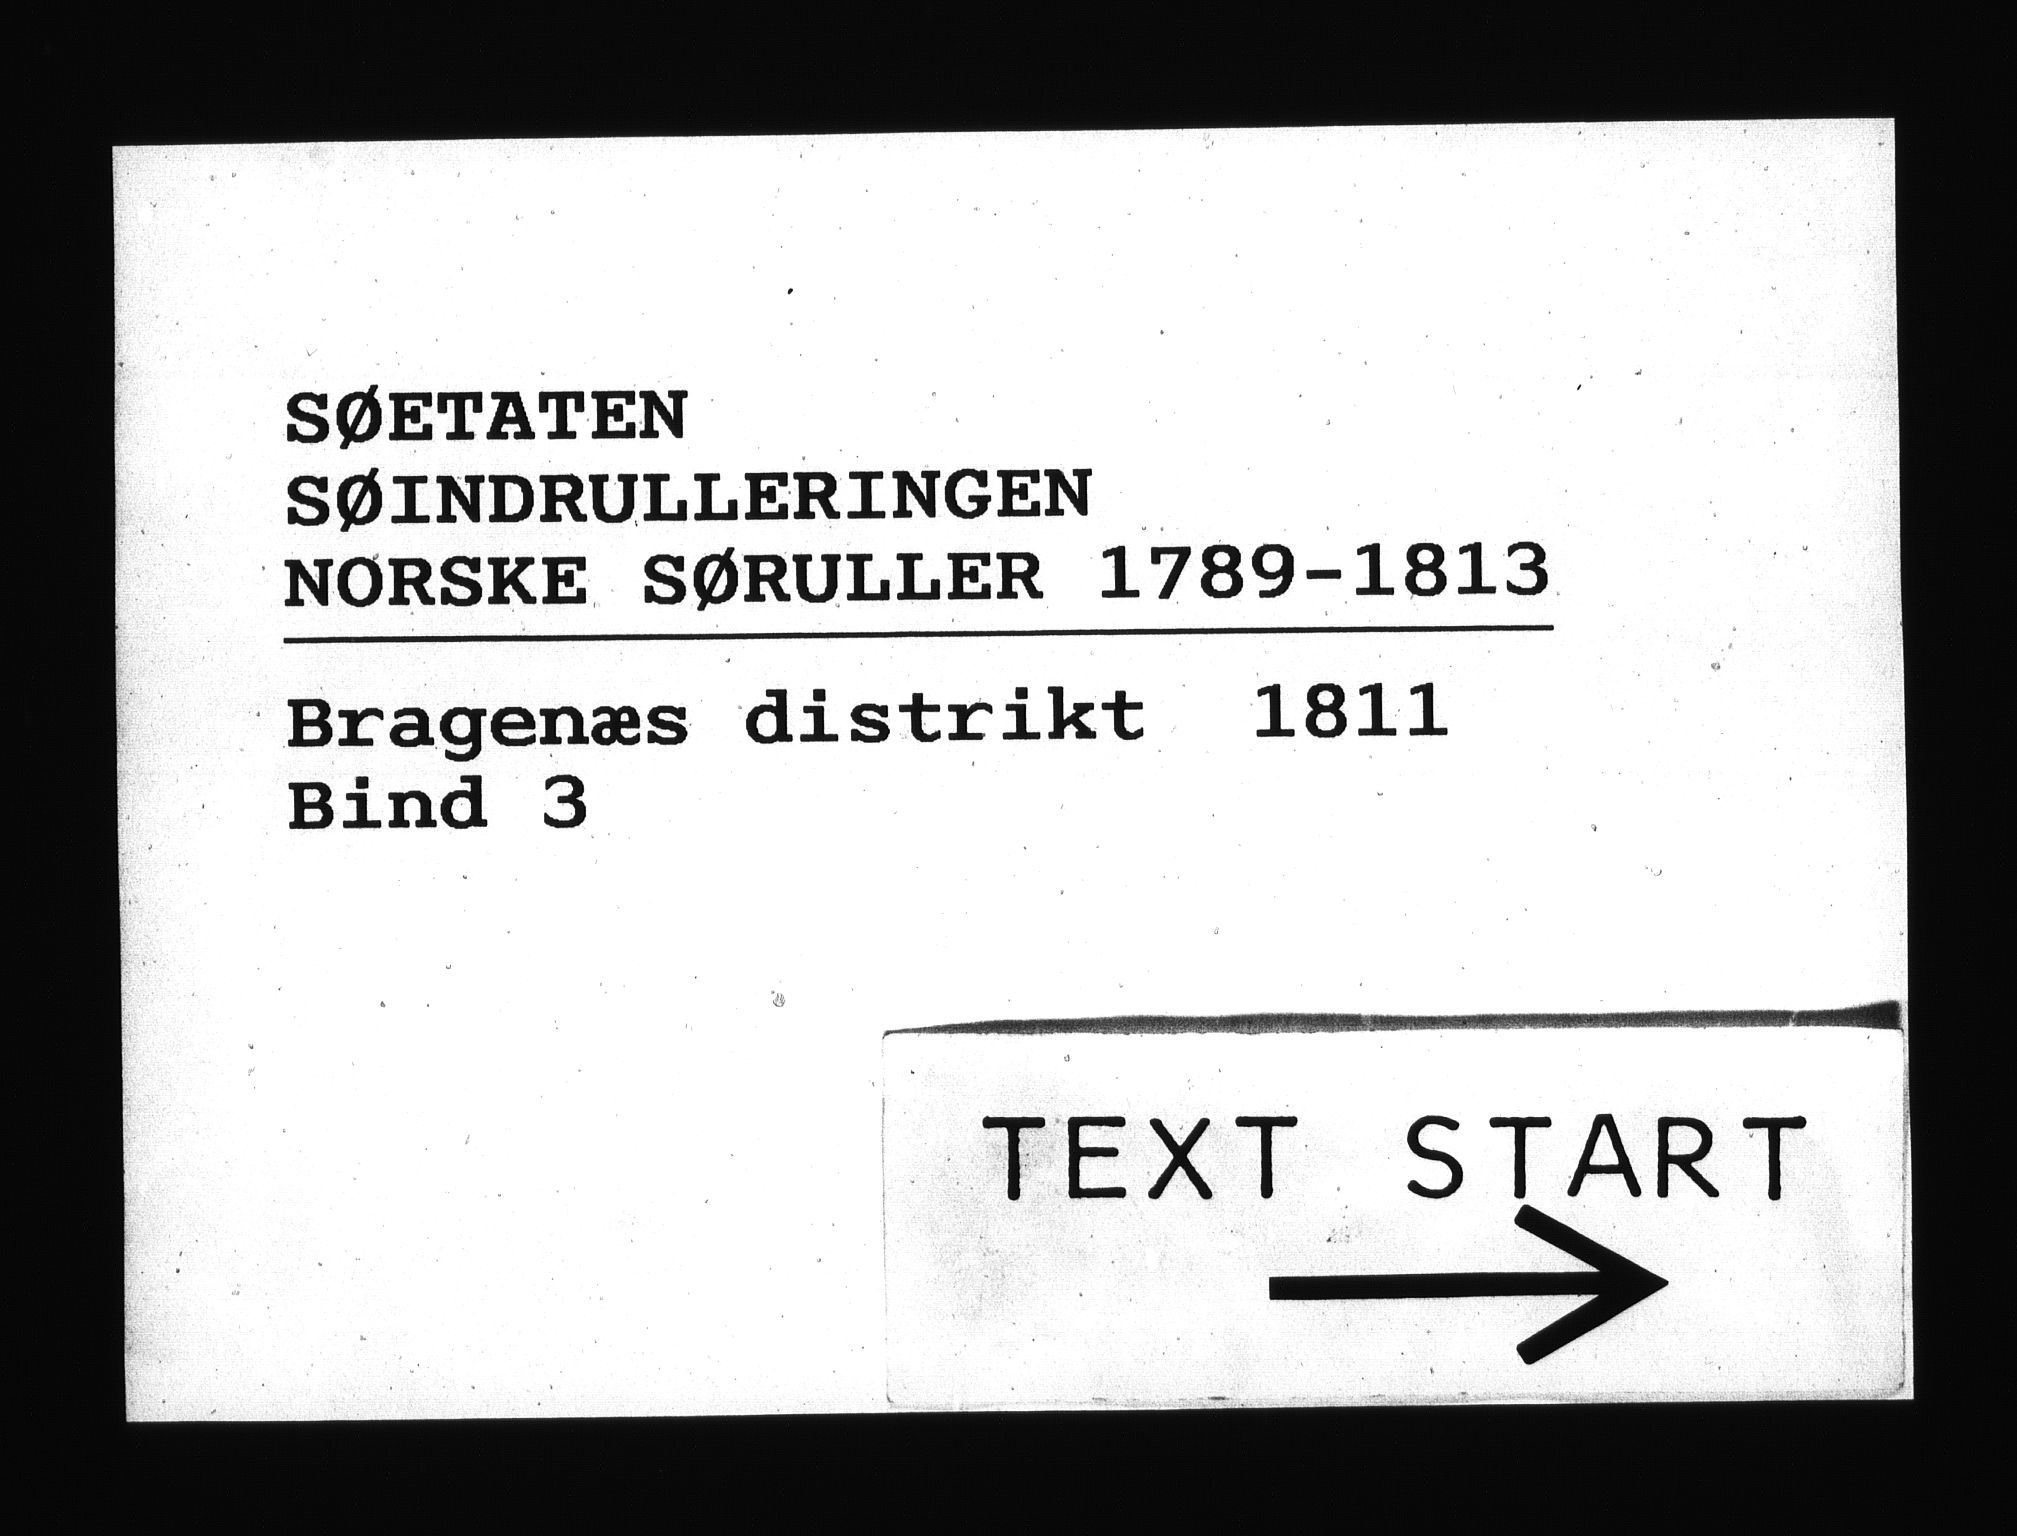 SØETATEN
SØINDRULLERINGEN
NORSKE SØRULLER 1789-1813
Bragenæs distrikt 1811
Bind 3
TEXT START